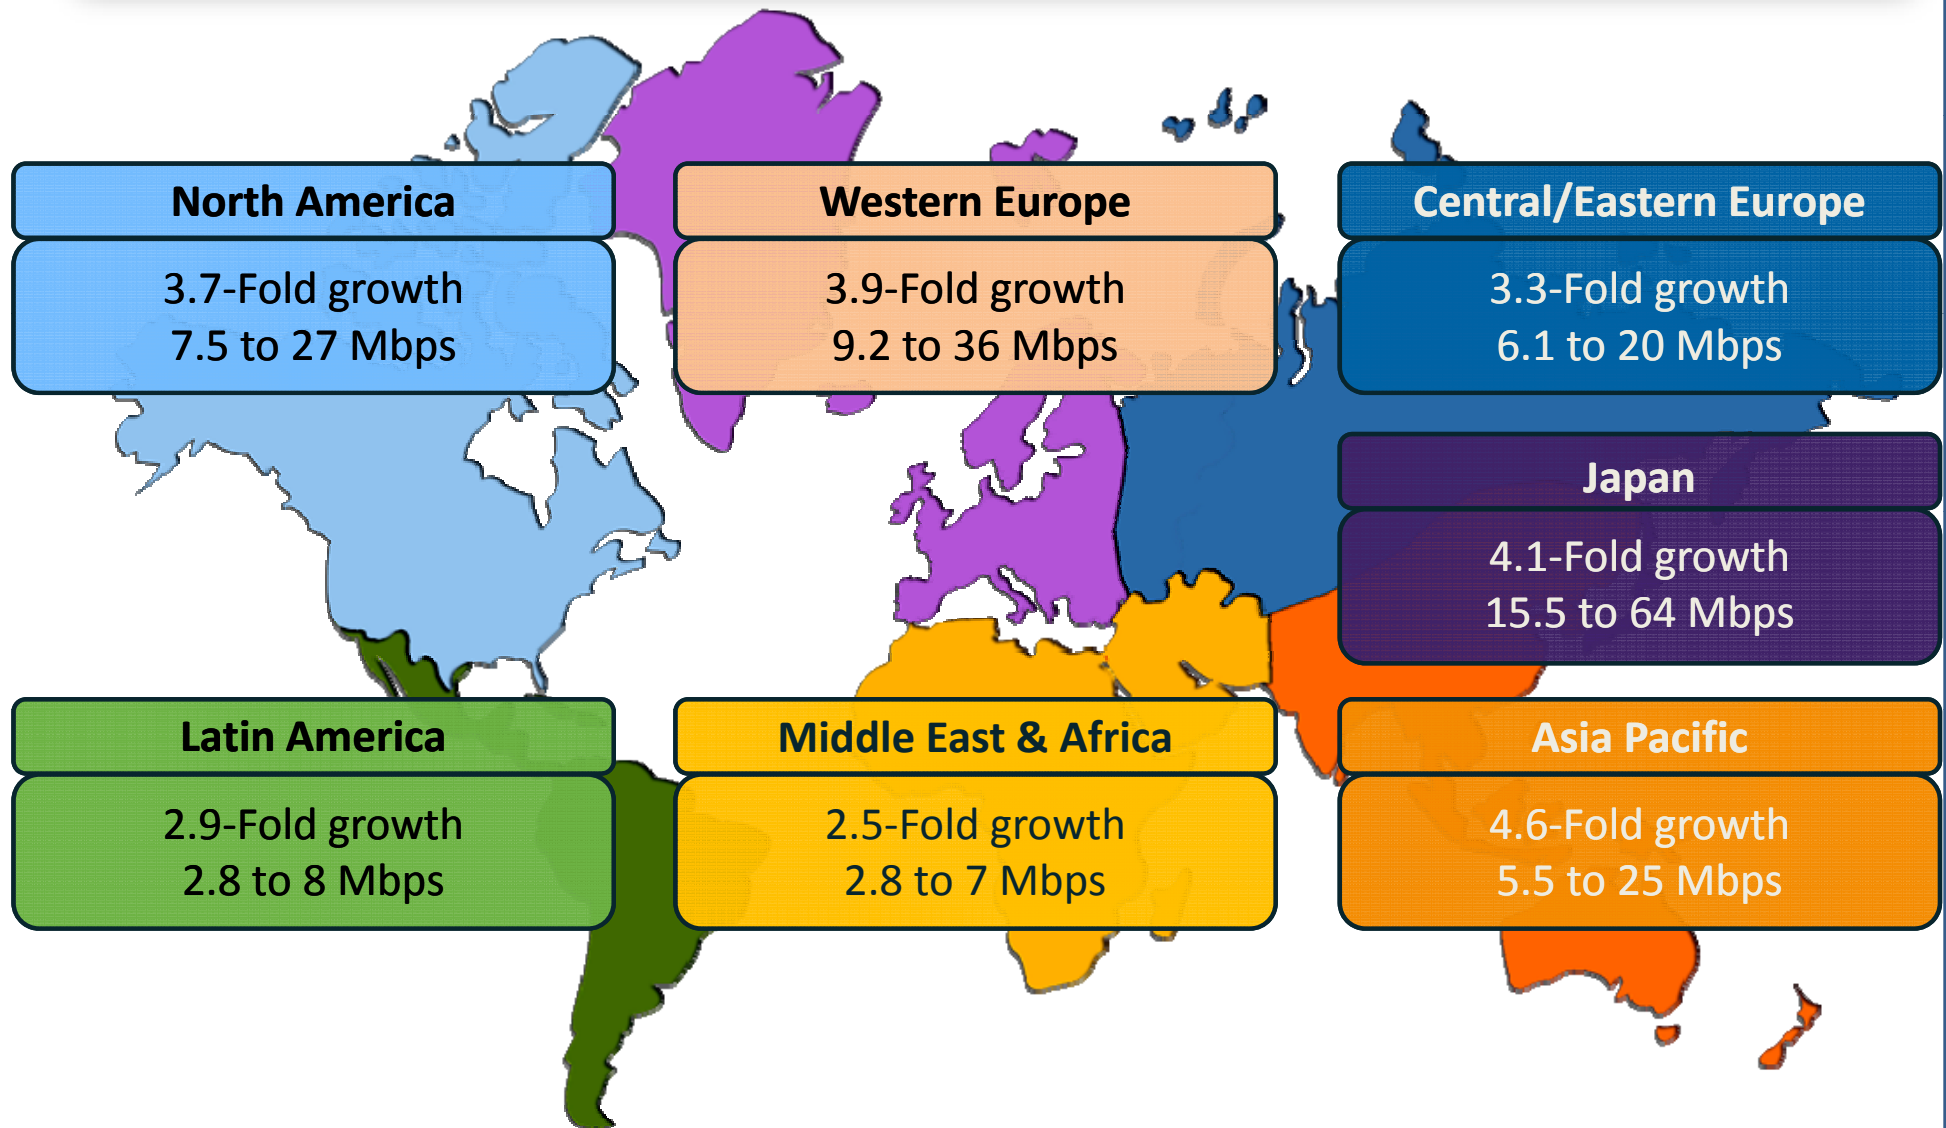 North America
3.7-Fold growth
7.5 to 27 Mbps
Western Europe
3.9-Fold growth
9.2 to 36 Mbps
Central/Eastern Europe
3.3-Fold growth
6.1 to 20 Mbps
Japan
4.1-Fold growth
15.5 to 64 Mbps
Latin America
2.9-Fold growth
2.8 to 8 Mbps
Middle East & Africa
2.5-Fold growth
2.8 to 7 Mbps
Asia Pacific
4.6-Fold growth
5.5 to 25 Mbps